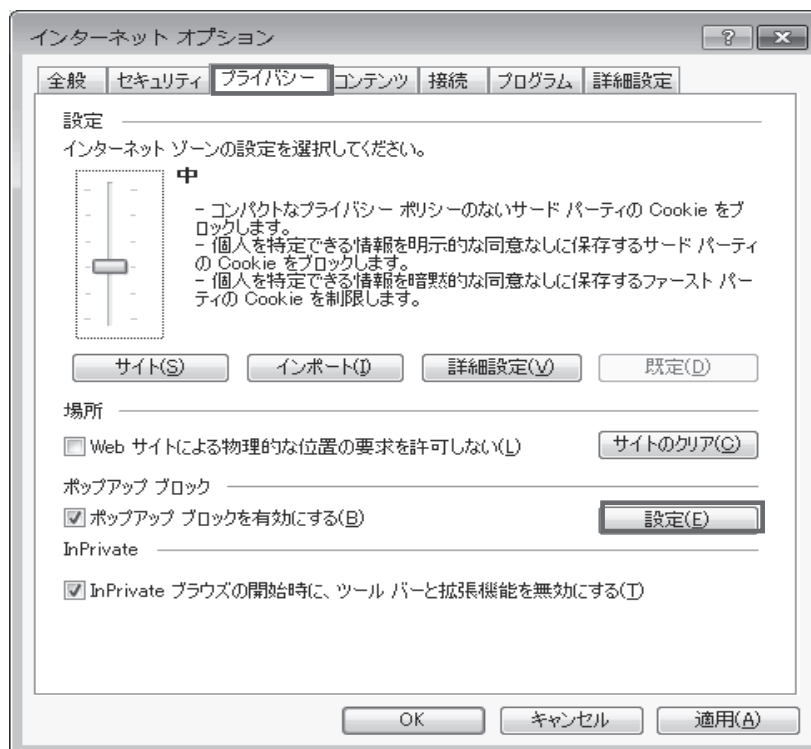 インターネット オプション
全般 セキュリティ プライバシー コンテンツ 接続 プログラム 詳細設定
設定
インターネット ゾーンの設定を選択してください。
中
- コンパクトなプライバシー ポリシーのないサード パーティの Cookie をブ
ロックします。
- 個人を特定できる情報を明示的な同意なしに保存するサード パーティ
の Cookie をブロックします。
- 個人を特定できる情報を暗黙的な同意なしに保存するファースト パー
ティの Cookie を制限します。
サイト(S) インポート(I) 詳細設定(V) 既定(D)
場所
Web サイトによる物理的な位置の要求を許可しない(L) サイトのクリア(C)
ポップアップ ブロック
ポップアップ ブロックを有効にする(B) 設定(E)
InPrivate
InPrivate ブラウズの開始時に、ツール バーと拡張機能を無効にする(T)
OK キャンセル 適用(A)